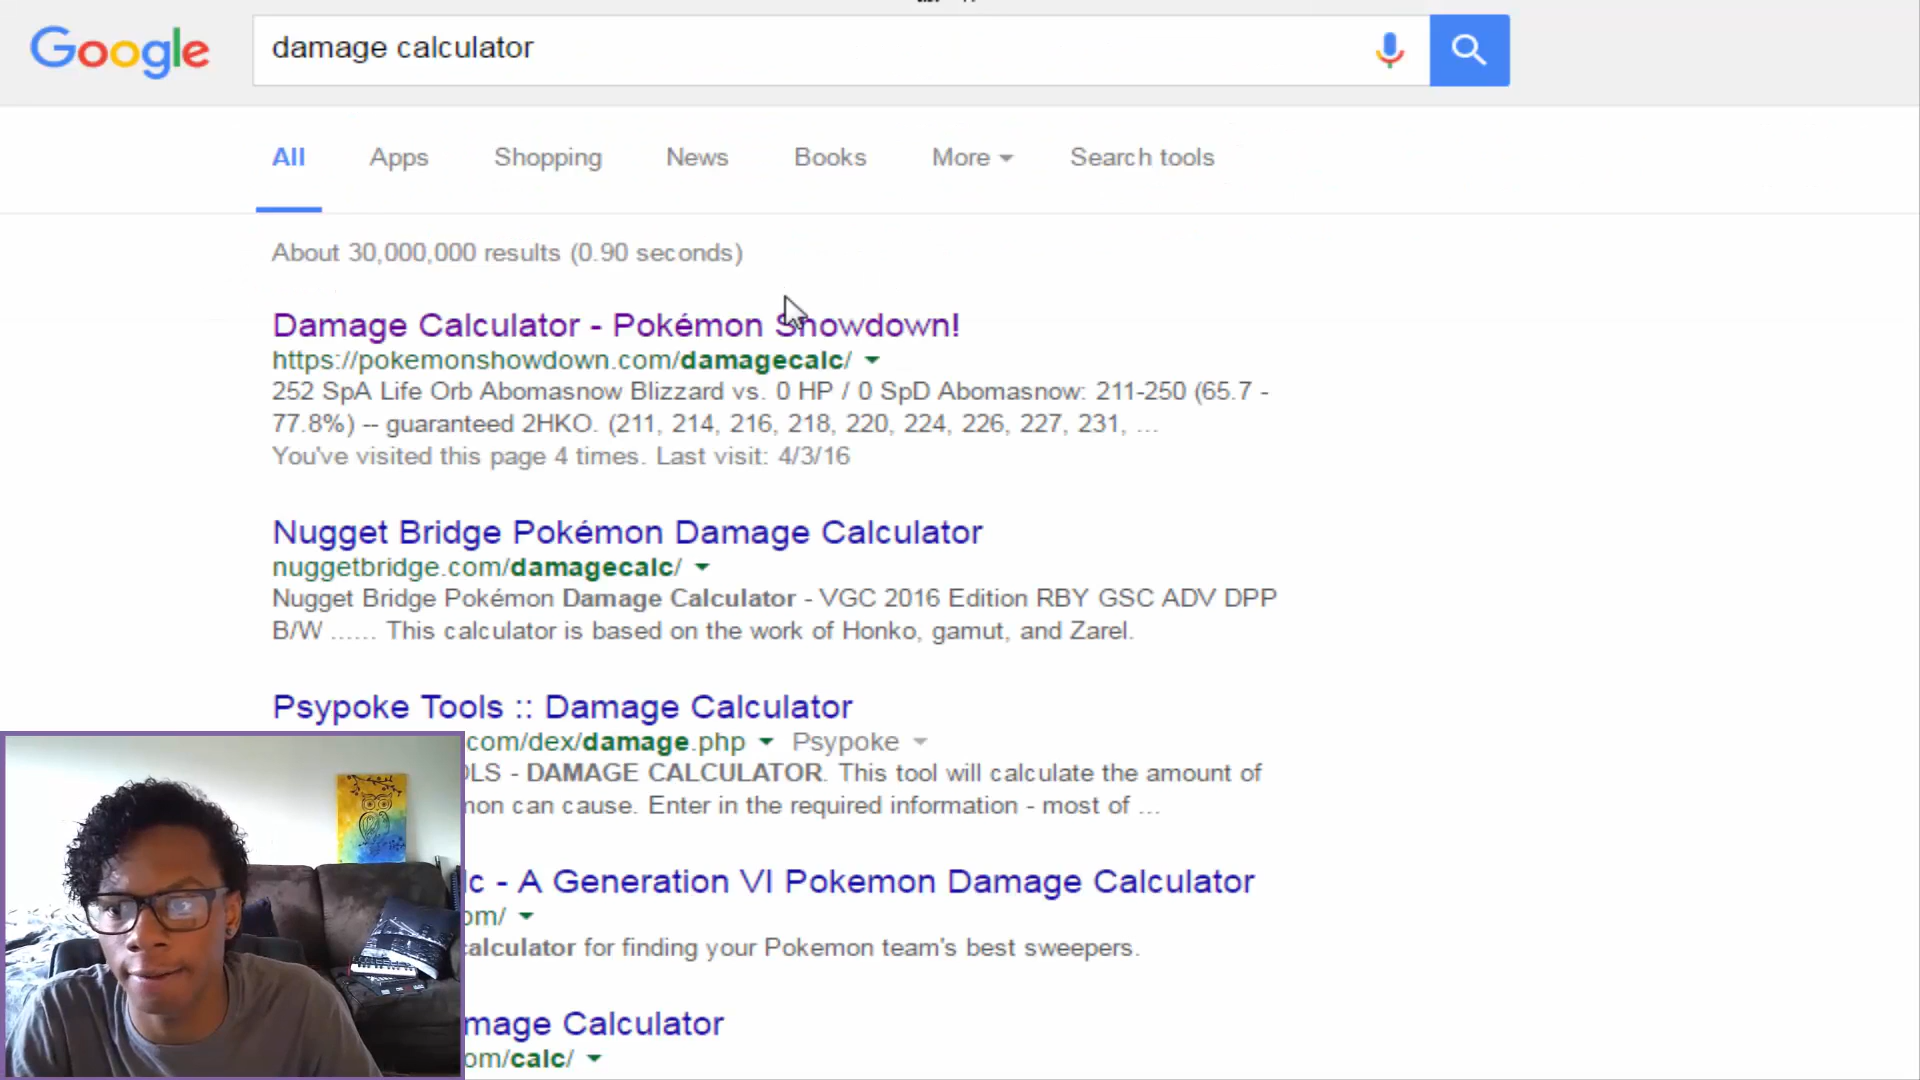 Google
damage calculator
All Apps Shopping News Books More Search tools
About 30,000,000 results (0.90 seconds)
Damage Calculator - Pokémon Showdown!
https://pokemonshowdown.com/damagecalc/
252 SpA Life Orb Abomasnow Blizzard vs. 0 HP / 0 SpD Abomasnow: 211-250 (65.7 -
77.8%) -- guaranteed 2HKO. (211, 214, 216, 218, 220, 224, 226, 227, 231, ...
You've visited this page 4 times. Last visit: 4/3/16
Nugget Bridge Pokémon Damage Calculator
nuggetbridge.com/damagecalc/
Nugget Bridge Pokémon Damage Calculator - VGC 2016 Edition RBY GSC ADV DPP
B/W ...... This calculator is based on the work of Honko, gamut, and Zarel.
Psypoke Tools :: Damage Calculator
com/dex/damage.php Psypoke
OLS - DAMAGE CALCULATOR. This tool will calculate the amount of
mon can cause. Enter in the required information - most of ...
lc - A Generation VI Pokemon Damage Calculator
om/
calculator for finding your Pokemon team's best sweepers.
mage Calculator
om/calc/